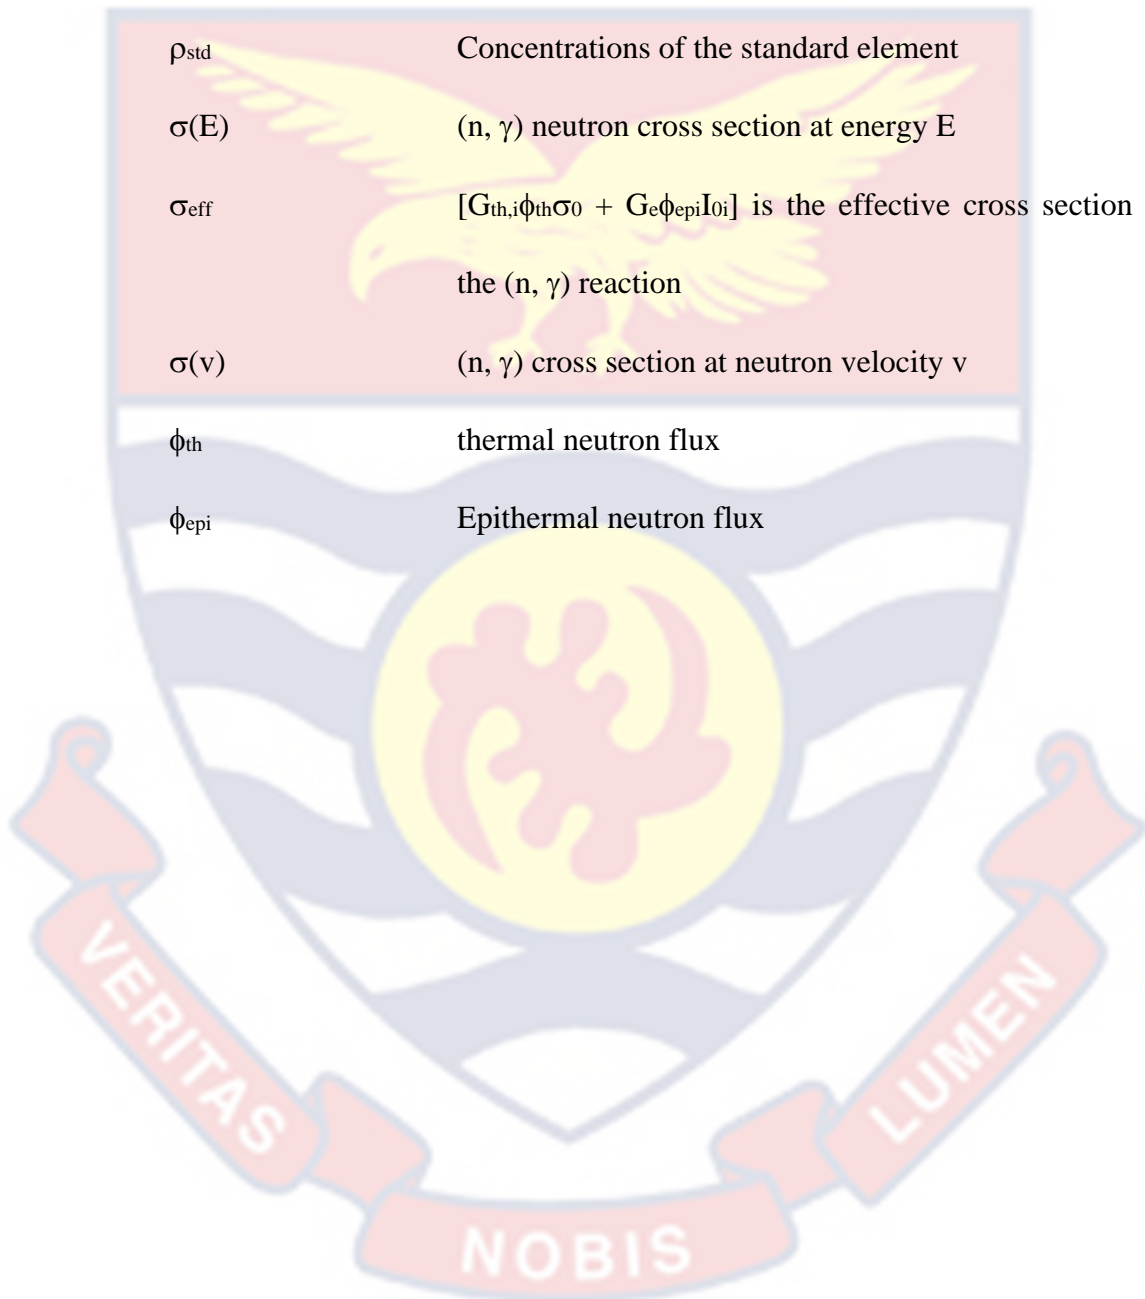 ρstd Concentrations of the standard element
σ(E) (n, γ) neutron cross section at energy E
σeff [Gth,iϕthσ0 + GeϕepiI0i] is the effective cross section
the (n, γ) reaction
σ(v) (n, γ) cross section at neutron velocity v
ϕth thermal neutron flux
ϕepi Epithermal neutron flux
VERITAS
NOBIS
LUMEN